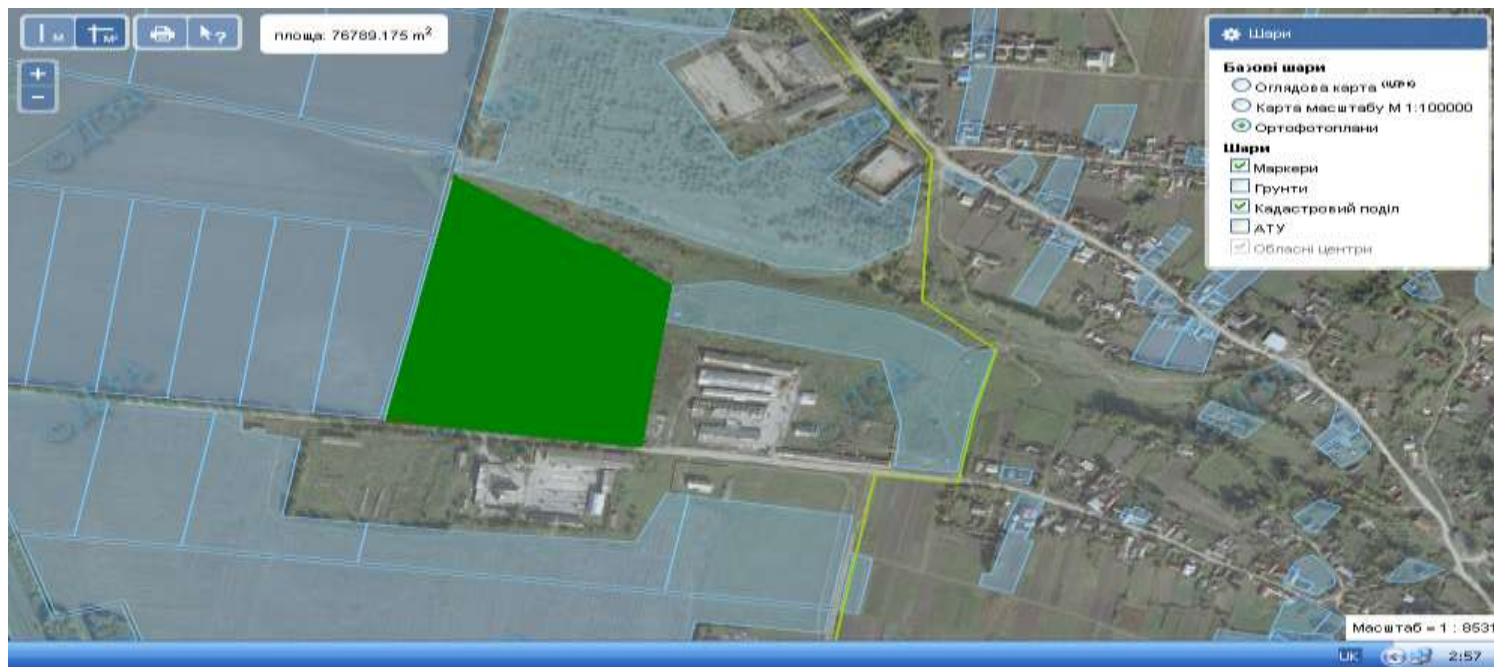 М
М²
?
площа: 76789.175 m²
+
−
Шари
Базові шари
Оглядова карта
Карта масштабу М 1:100000
Ортофотоплани
Шари
Маркери
Грунти
Кадастровий поділ
АТУ
Обласні центри
Масштаб = 1 : 8531
UK
2:57